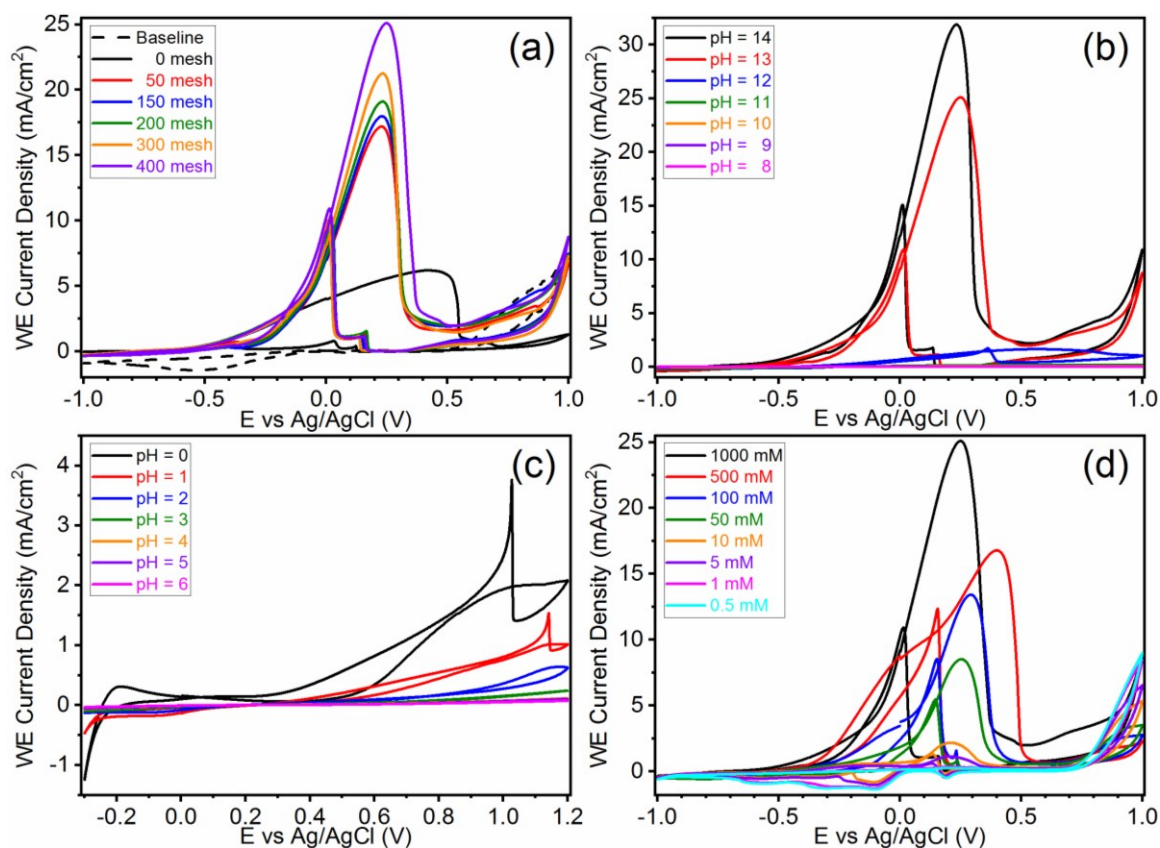 (a)
Baseline
0 mesh
50 mesh
150 mesh
200 mesh
300 mesh
400 mesh
WE Current Density (mA/cm²)
25
20
15
10
5
0
-1.0 -0.5 0.0 0.5 1.0
E vs Ag/AgCl (V)
(b)
pH = 14
pH = 13
pH = 12
pH = 11
pH = 10
pH = 9
pH = 8
WE Current Density (mA/cm²)
30
25
20
15
10
5
0
-1.0 -0.5 0.0 0.5 1.0
E vs Ag/AgCl (V)
(c)
pH = 0
pH = 1
pH = 2
pH = 3
pH = 4
pH = 5
pH = 6
WE Current Density (mA/cm²)
4
3
2
1
0
-1
-0.2 0.0 0.2 0.4 0.6 0.8 1.0 1.2
E vs Ag/AgCl (V)
(d)
1000 mM
500 mM
100 mM
50 mM
10 mM
5 mM
1 mM
0.5 mM
WE Current Density (mA/cm²)
25
20
15
10
5
0
-1.0 -0.5 0.0 0.5 1.0
E vs Ag/AgCl (V)